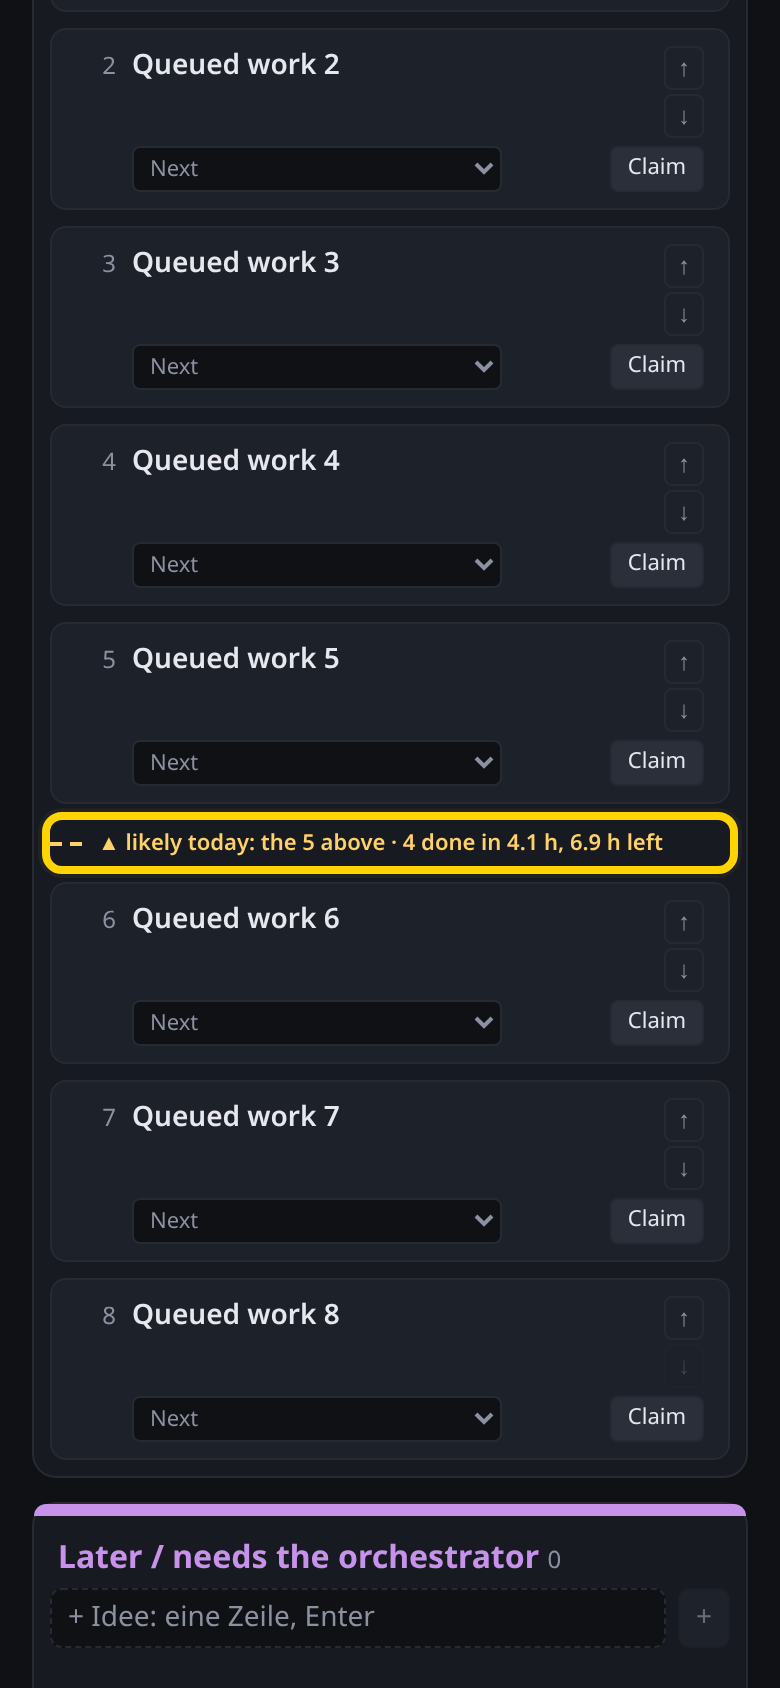 2 Queued work 2
↑
↓
Next
Claim
3 Queued work 3
↑
↓
Next
Claim
4 Queued work 4
↑
↓
Next
Claim
5 Queued work 5
↑
↓
Next
Claim
▲ likely today: the 5 above · 4 done in 4.1 h, 6.9 h left
6 Queued work 6
↑
↓
Next
Claim
7 Queued work 7
↑
↓
Next
Claim
8 Queued work 8
↑
↓
Next
Claim
Later / needs the orchestrator 0
+ Idee: eine Zeile, Enter
+